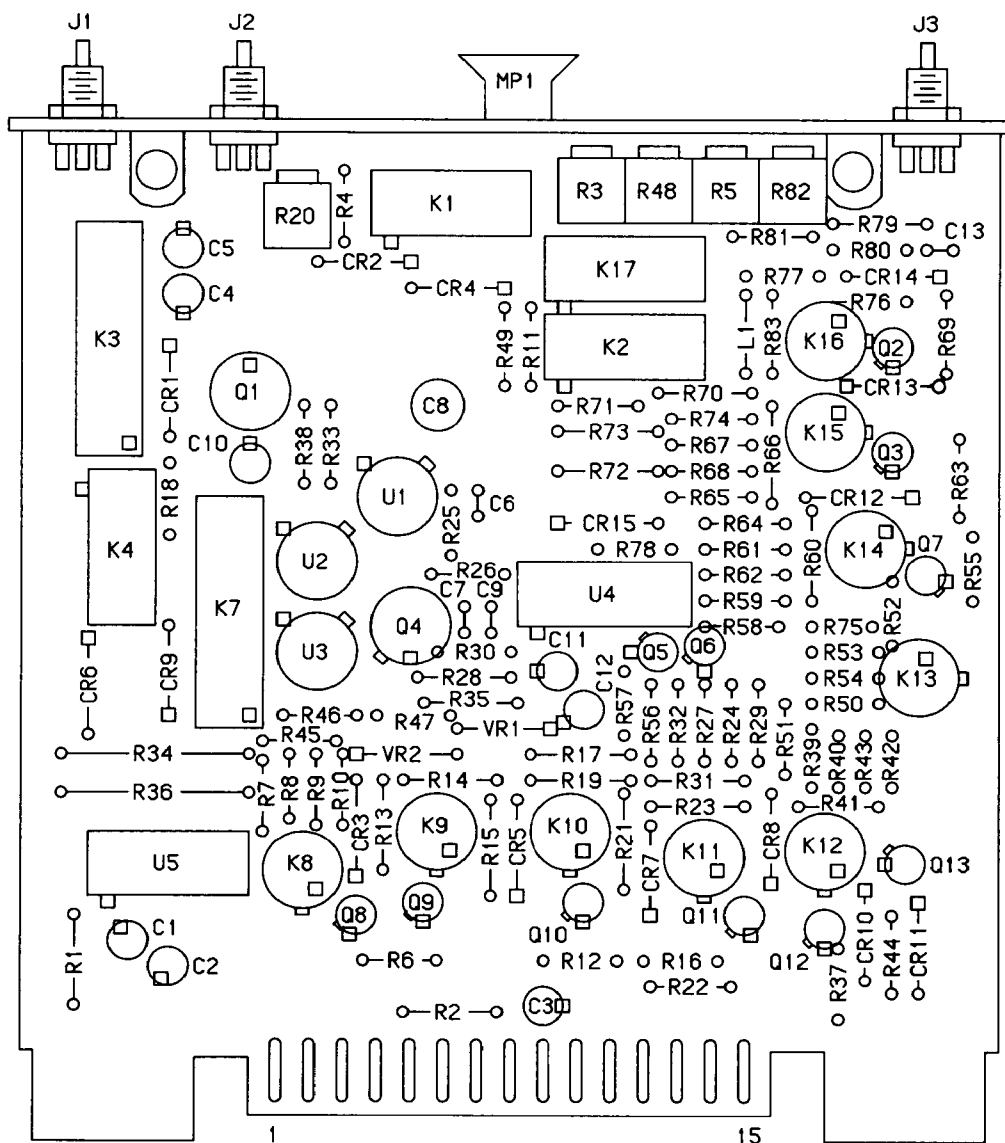 J1 J2 J3
MP1
R20 R4 K1 R3 R48 R5 R82
C5 CR2 R81 R79 C13
R80
C4 CR4 K17 R77 CR14
K3 R49 R11 K2 L1 R83 R76 K16 Q2 R69
CR1 Q1 C8 R70 CR13
R71 R74 K15
C10 R38 R33 R73 R67 R66 Q3
R72 R68 R63
R18 U1 R65 CR12
K4 R25 C6 CR15 R64 R60 K14 Q7
U2 R78 R61 R55
K7 R26 R62
C7 C9 U4 R59 R52
U3 Q4 C11 R58 R75
CR6 CR9 R30 C12 Q5 Q6 R53
R28 R54 K13
R35 R57 R50
R46 R47 VR1 R56 R32 R27 R24 R29 R51
R45 R39 R40 R43 R42
R34 VR2 R17
R36 R7 R8 R9 R10 R14 R19 R31
CR3 R13 R23 CR8 R41
K9 R15 CR5 K10 R21 CR7
U5 K8 K11 K12 Q13
Q8 Q9 Q10 Q11
R1 C1 CR10 R44 CR11
C2 R6 R12 R16 Q12 R37
R22
R2 C3
1 15